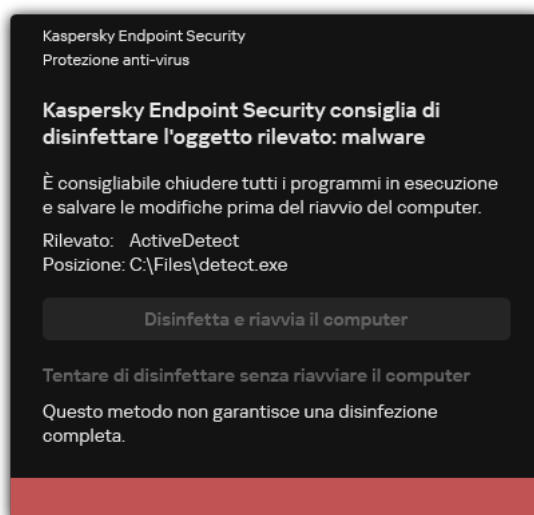 Kaspersky Endpoint Security
Protezione anti-virus
Kaspersky Endpoint Security consiglia di
disinfettare l'oggetto rilevato: malware
È consigliabile chiudere tutti i programmi in esecuzione
e salvare le modifiche prima del riavvio del computer.
Rilevato: ActiveDetect
Posizione: C:\Files\detect.exe
Disinfetta e riavvia il computer
Tentare di disinfettare senza riavviare il computer
Questo metodo non garantisce una disinfezione
completa.